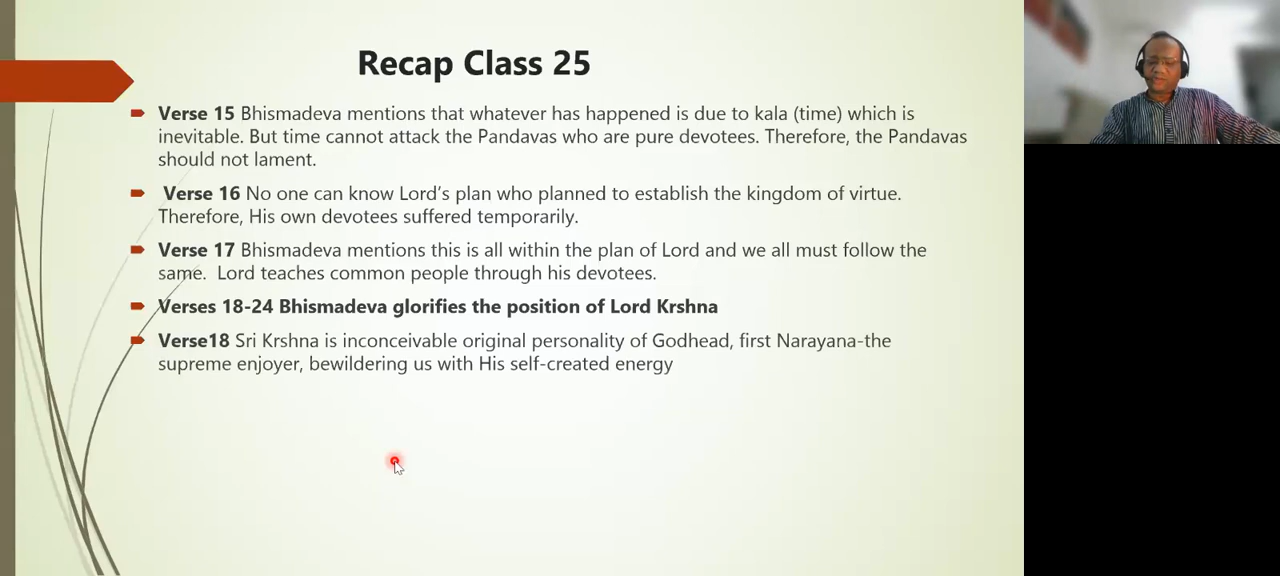 Recap Class 25
Verse 15 Bhismadeva mentions that whatever has happened is due to kala (time) which is
inevitable. But time cannot attack the Pandavas who are pure devotees. Therefore, the Pandavas
should not lament.
Verse 16 No one can know Lord's plan who planned to establish the kingdom of virtue.
Therefore, His own devotees suffered temporarily.
Verse 17 Bhismadeva mentions this is all within the plan of Lord and we all must follow the
same. Lord teaches common people through his devotees.
Verses 18-24 Bhismadeva glorifies the position of Lord Krshna
Verse18 Sri Krshna is inconceivable original personality of Godhead, first Narayana-the
supreme enjoyer, bewildering us with His self-created energy